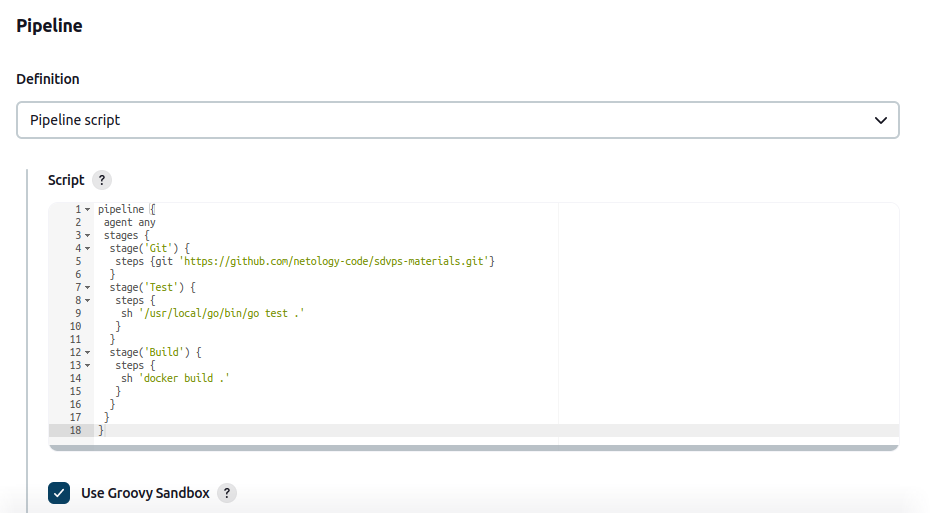 Pipeline
Definition
Pipeline script
Script ?
1 pipeline {
2 agent any
3 stages {
4 stage('Git') {
5 steps {git 'https://github.com/netology-code/sdvps-materials.git'}
6 }
7 stage('Test') {
8 steps {
9 sh '/usr/local/go/bin/go test .'
10 }
11 }
12 stage('Build') {
13 steps {
14 sh 'docker build .'
15 }
16 }
17 }
18 }
Use Groovy Sandbox ?